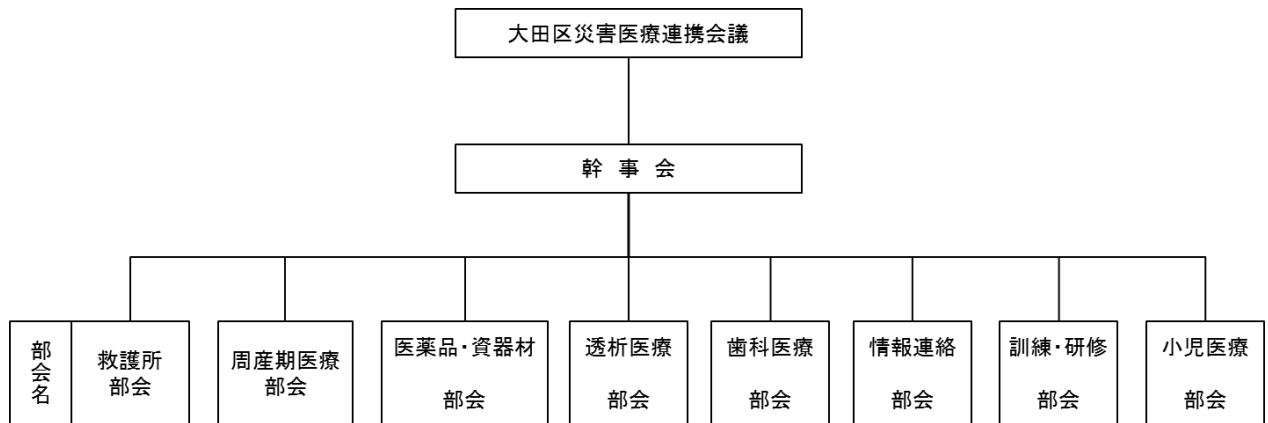 大田区災害医療連携会議
幹 事 会
部会名
救護所
部会
周産期医療
部会
医薬品・資器材
部会
透析医療
部会
歯科医療
部会
情報連絡
部会
訓練・研修
部会
小児医療
部会